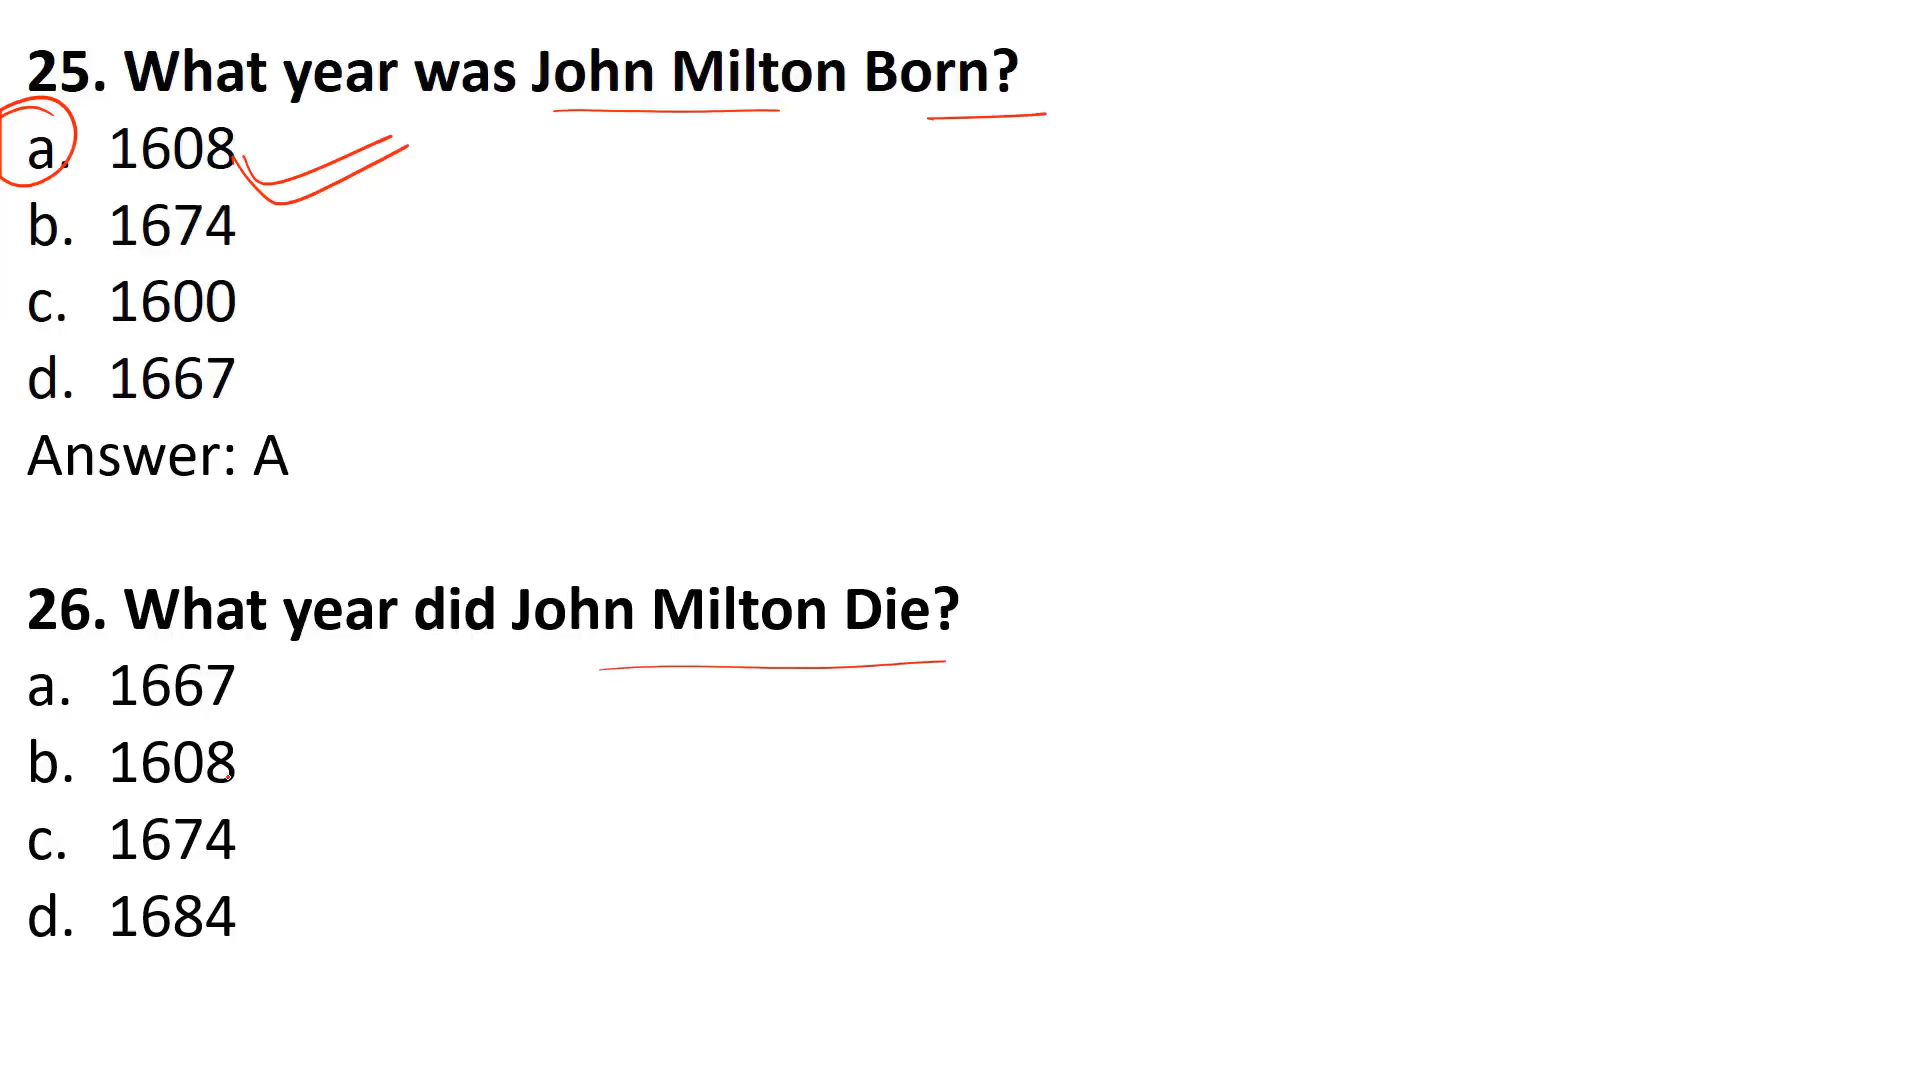 25. What year was John Milton Born?
a. 1608
b. 1674
c. 1600
d. 1667
Answer: A
26. What year did John Milton Die?
a. 1667
b. 1608
c. 1674
d. 1684